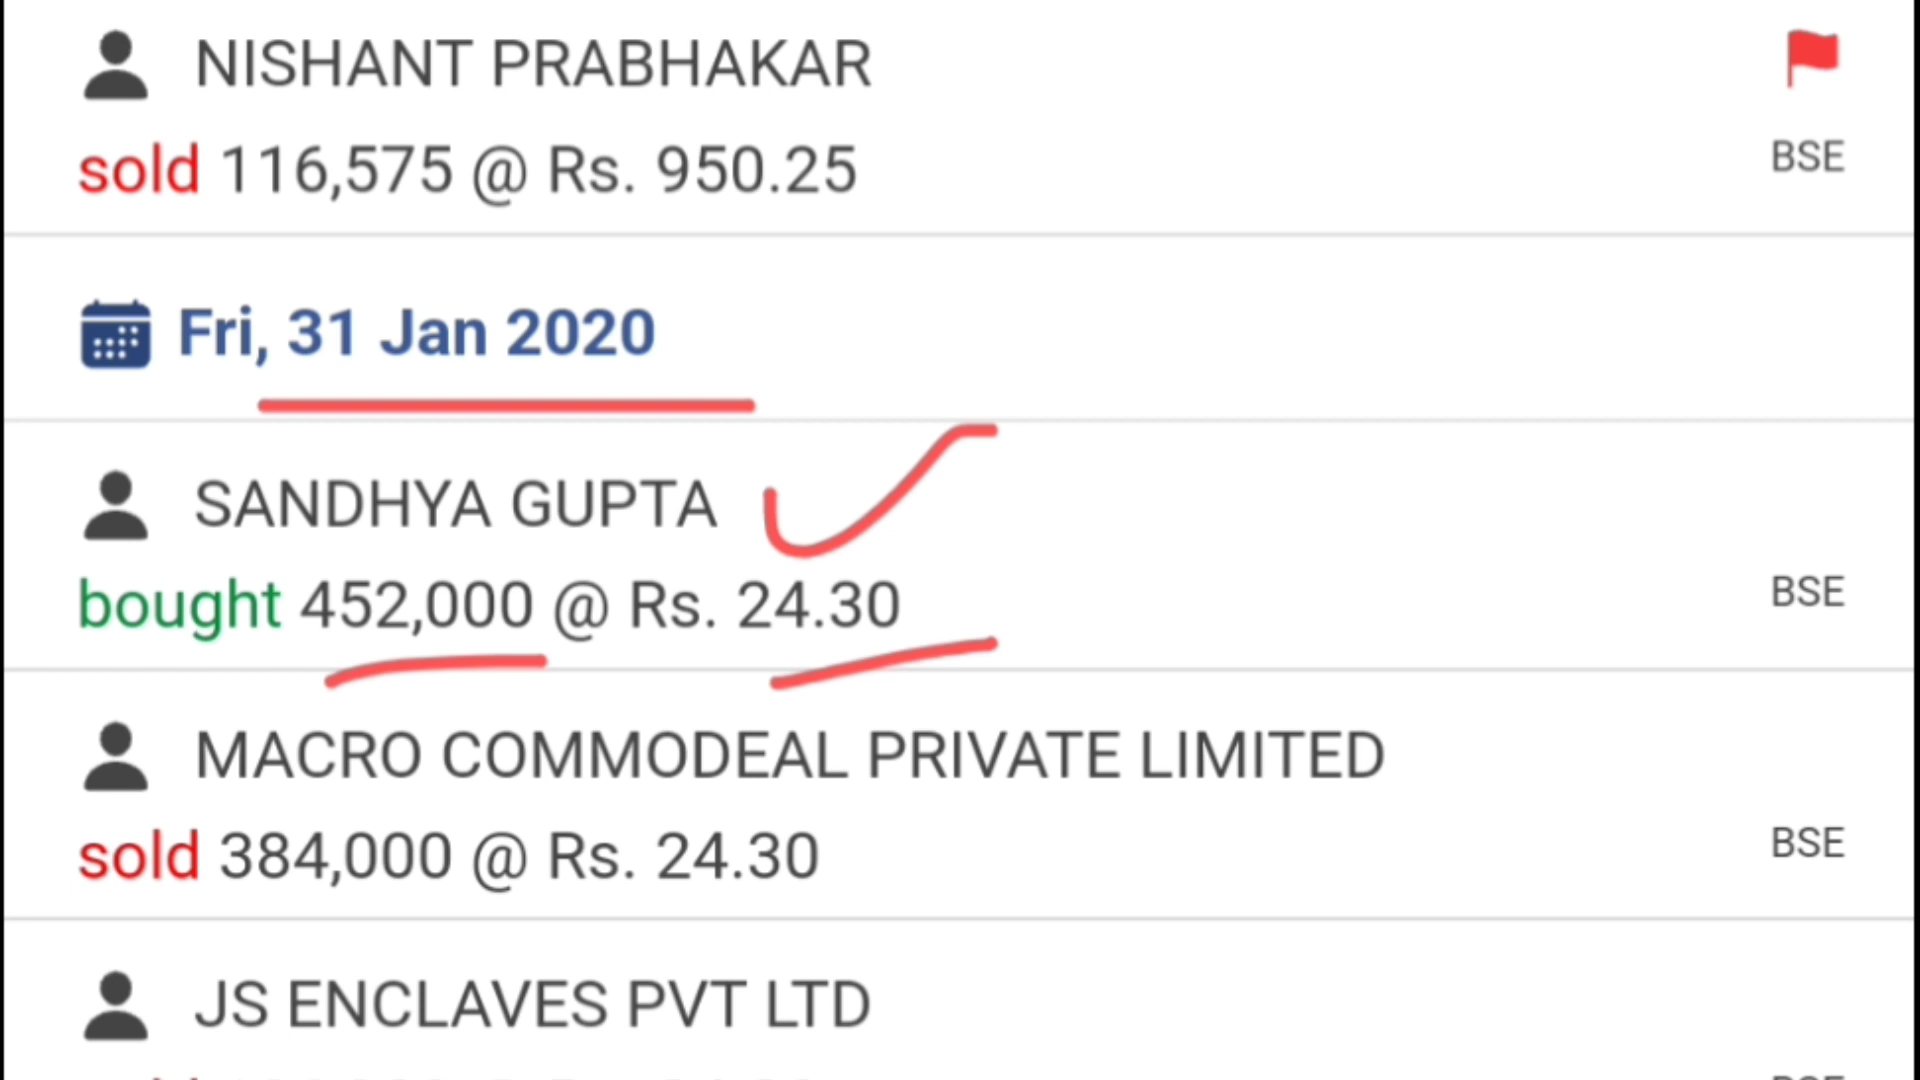 NISHANT PRABHAKAR
sold 116,575 @ Rs. 950.25
BSE
Fri, 31 Jan 2020
SANDHYA GUPTA
bought 452,000 @ Rs. 24.30
BSE
MACRO COMMODEAL PRIVATE LIMITED
sold 384,000 @ Rs. 24.30
BSE
JS ENCLAVES PVT LTD